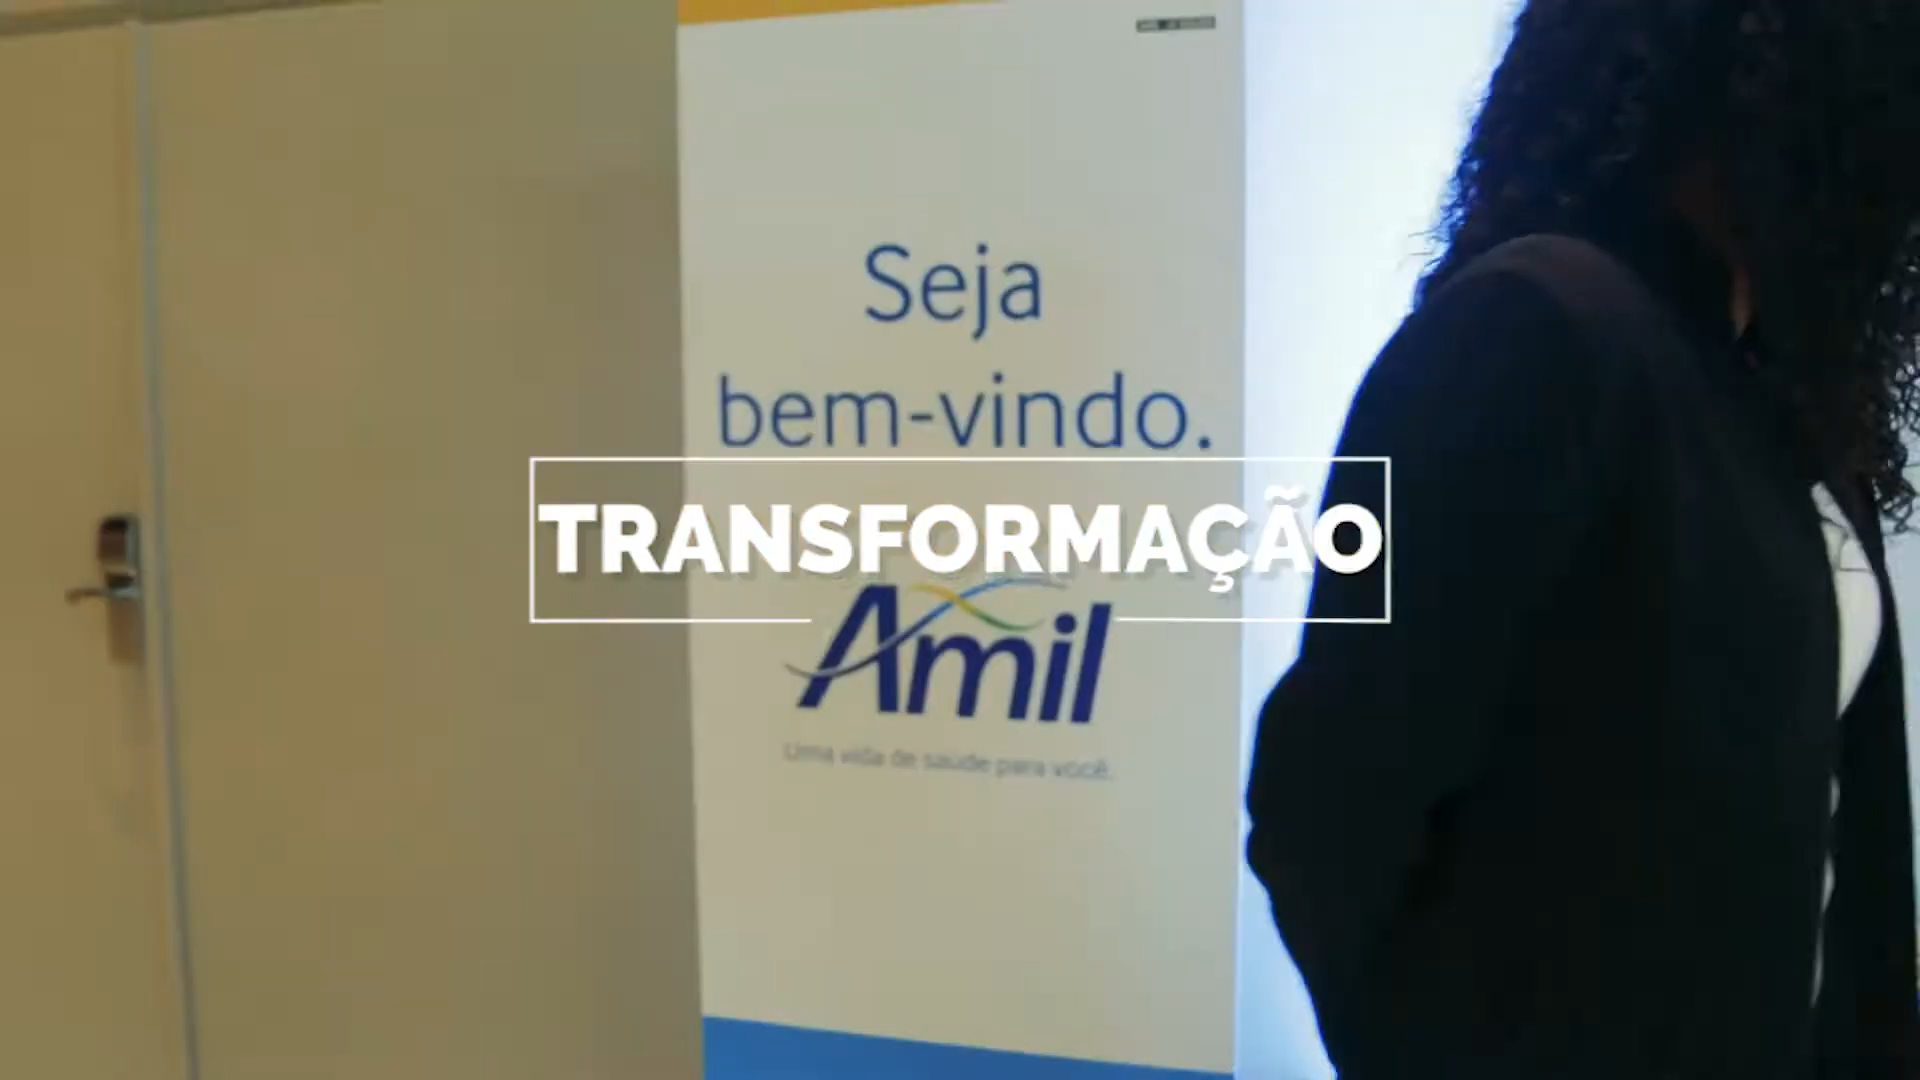 Seja
bem-vindo.
TRANSFORMAÇÃO
Amil
Uma vida de saúde para você.